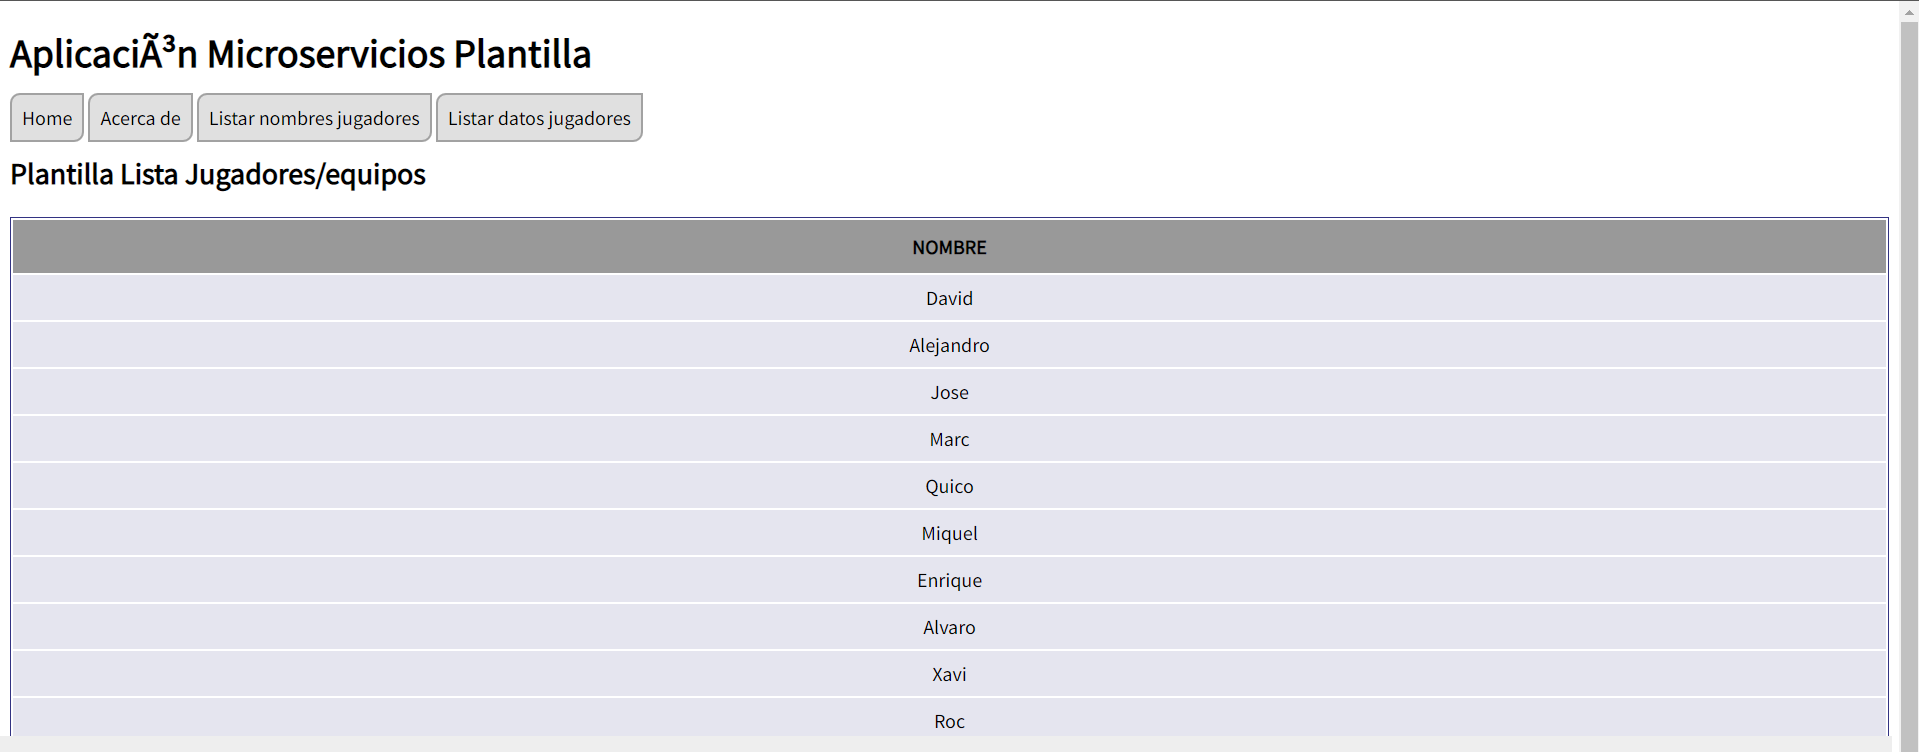 AplicaciÃ³n Microservicios Plantilla
Home Acerca de Listar nombres jugadores Listar datos jugadores
Plantilla Lista Jugadores/equipos
NOMBRE
David
Alejandro
Jose
Marc
Quico
Miquel
Enrique
Alvaro
Xavi
Roc